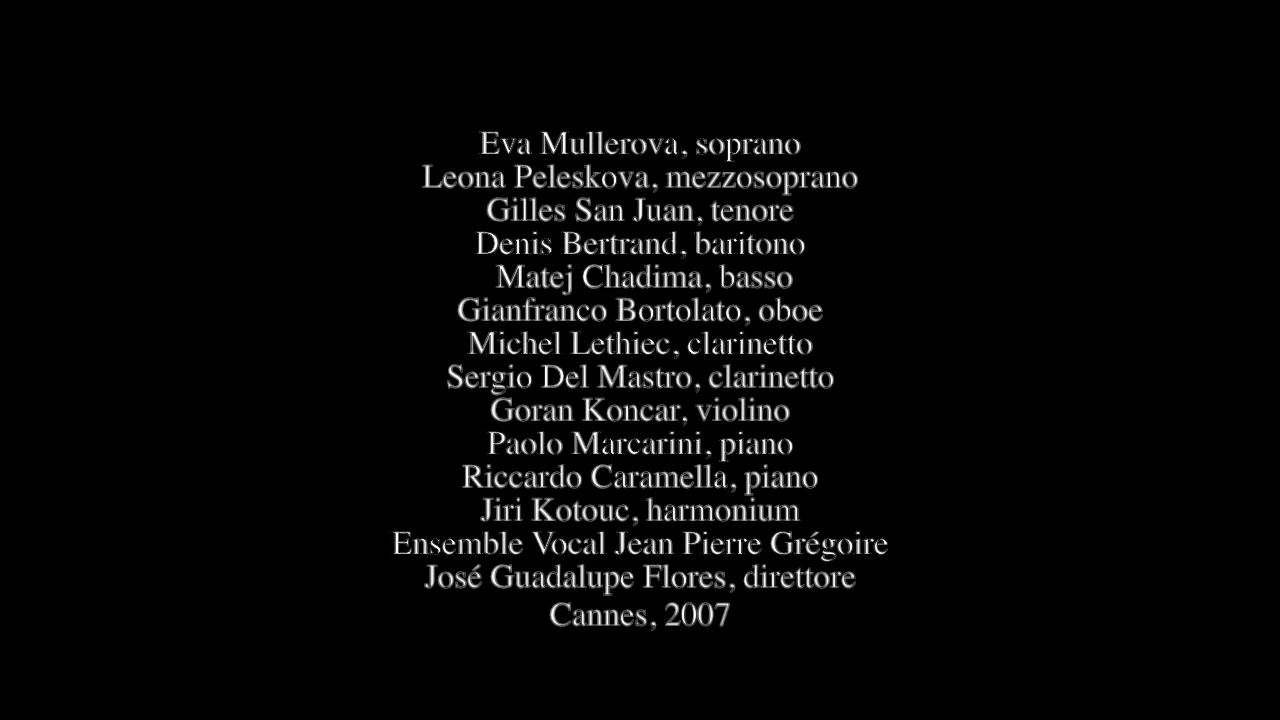 Eva Mullerova, soprano
Leona Peleskova, mezzosoprano
Gilles San Juan, tenore
Denis Bertrand, baritono
Matej Chadima, basso
Gianfranco Bortolato, oboe
Michel Lethiec, clarinetto
Sergio Del Mastro, clarinetto
Goran Koncar, violino
Paolo Marcarini, piano
Riccardo Caramella, piano
Jiri Kotouc, harmonium
Ensemble Vocal Jean Pierre Grégoire
José Guadalupe Flores, direttore
Cannes, 2007